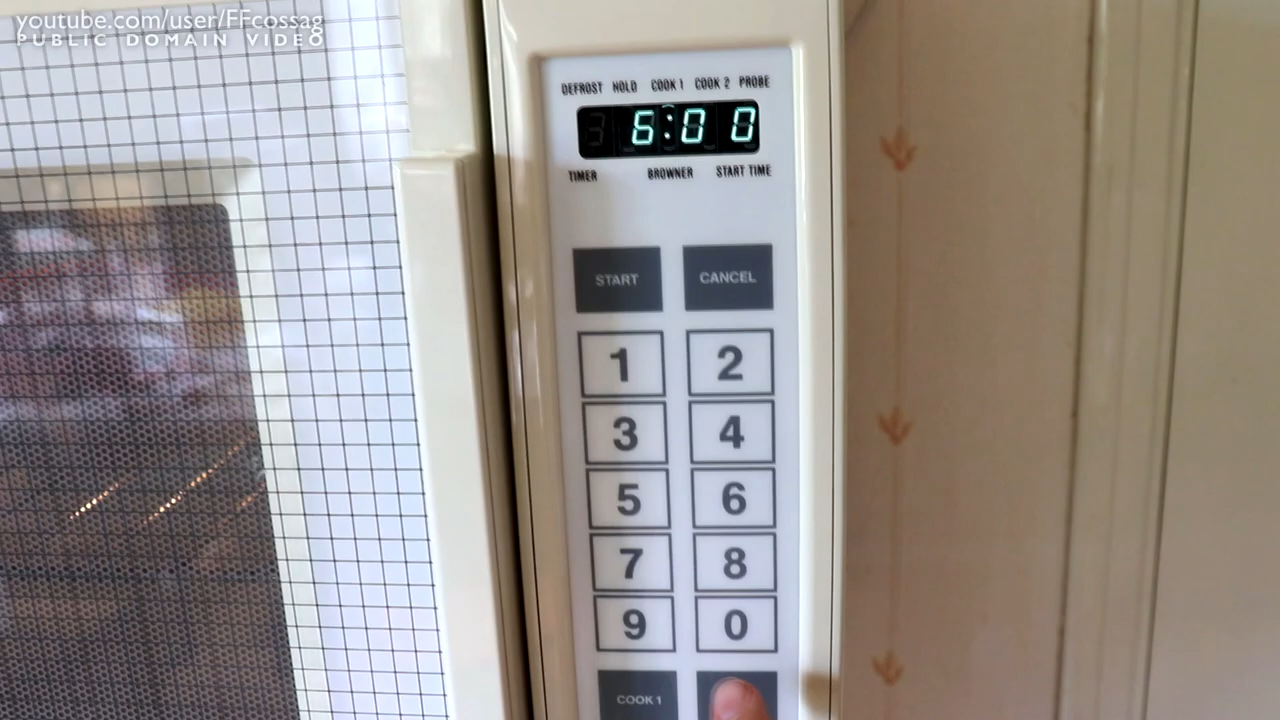 youtube.com/user/FFcossag
PUBLIC DOMAIN VIDEO
DEFROST HOLD COOK 1 COOK 2 PROBE
6:00
TIMER BROWNER START TIME
START CANCEL
1 2
3 4
5 6
7 8
9 0
COOK 1